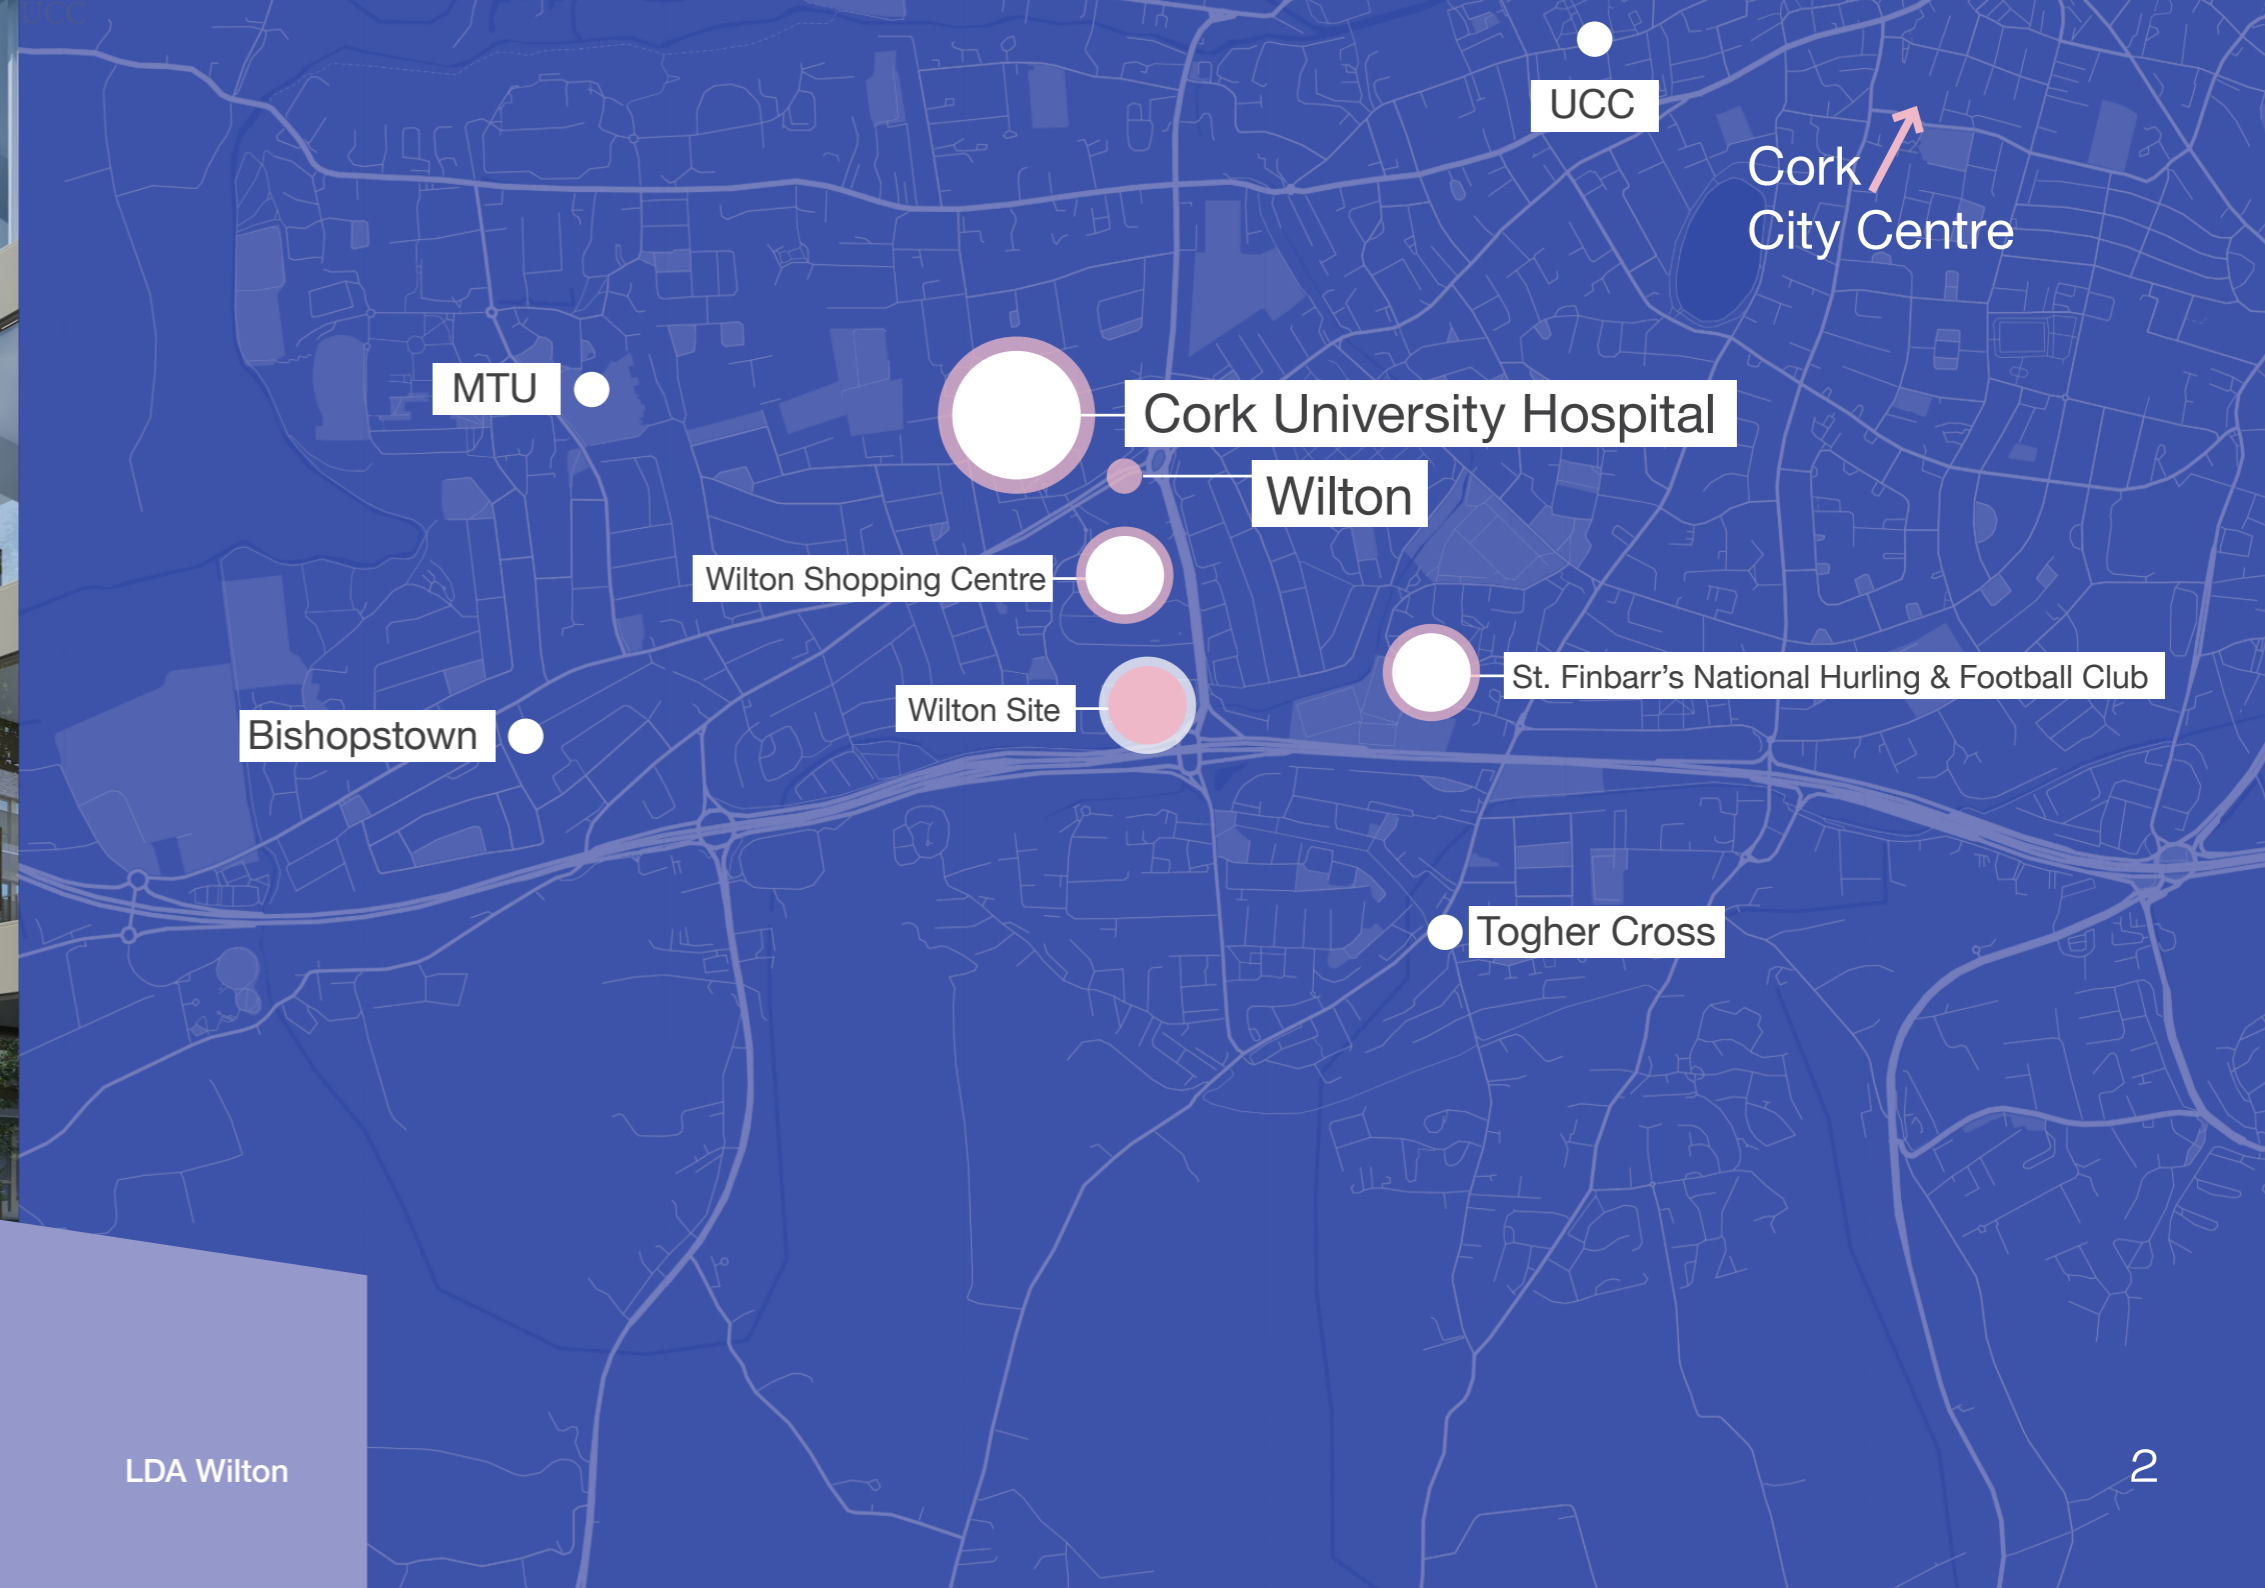 UCC
UCC
Cork
City Centre
MTU
Cork University Hospital
Wilton
Wilton Shopping Centre
St. Finbarr's National Hurling & Football Club
Wilton Site
Bishopstown
Togher Cross
LDA Wilton
2